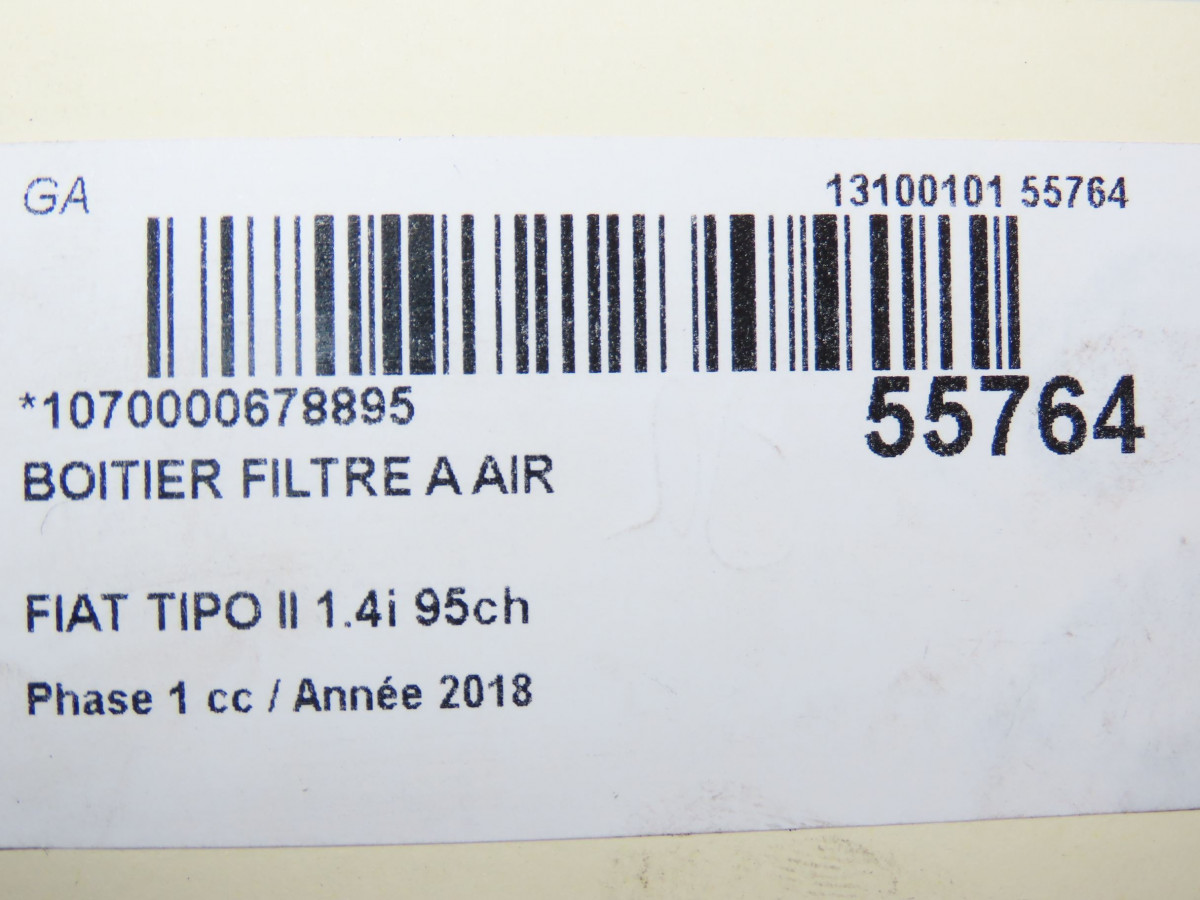 GA
13100101 55764
*1070000678895
55764
BOITIER FILTRE A AIR
FIAT TIPO II 1.4i 95ch
Phase 1 cc / Année 2018